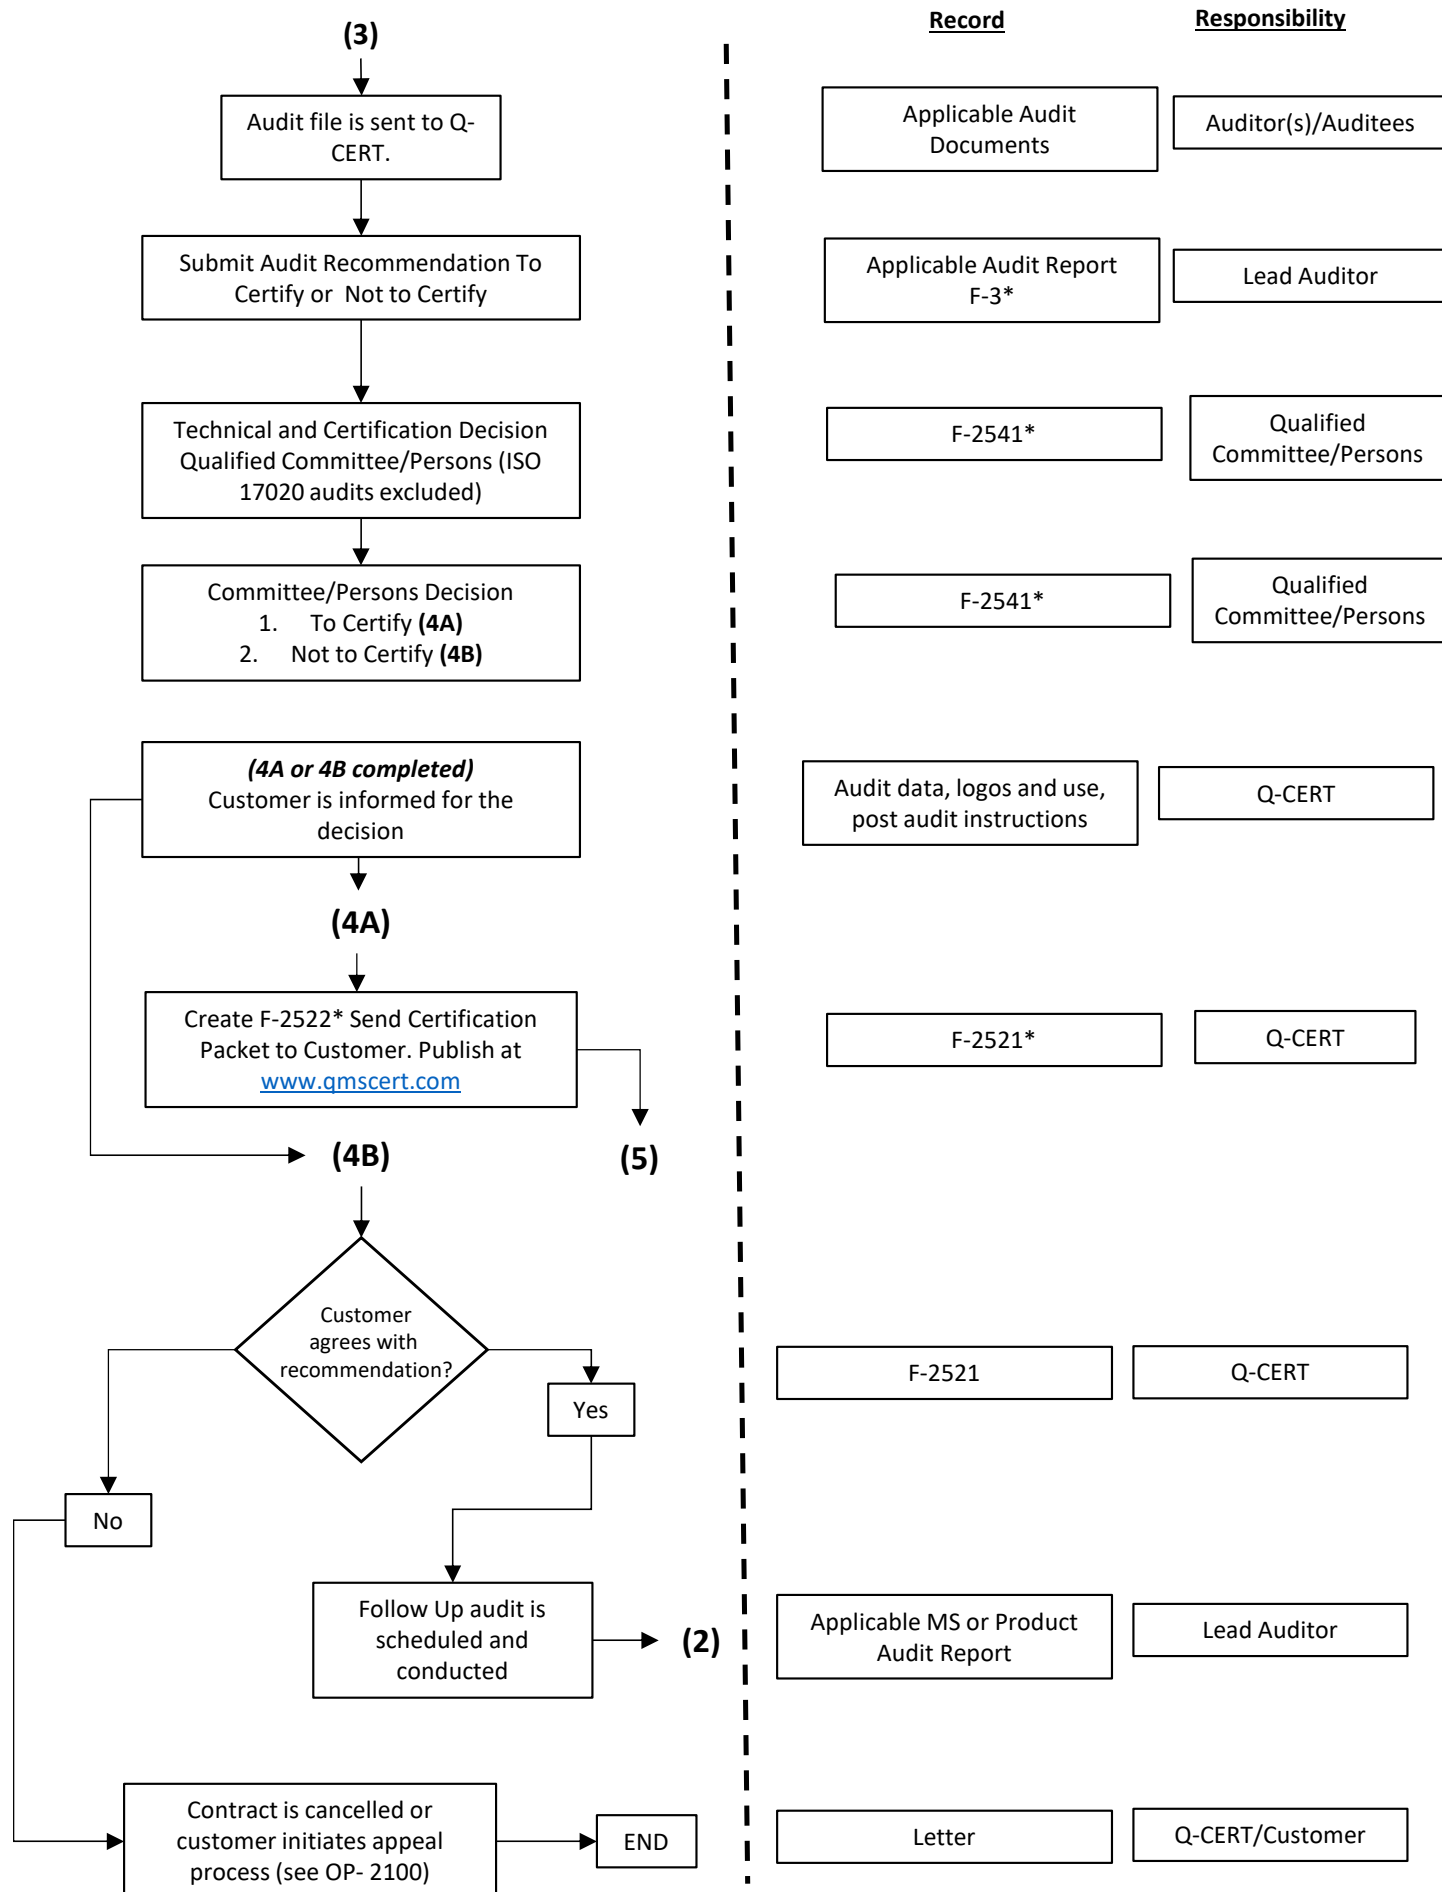 Record
Responsibility
(3)
Audit file is sent to Q-
CERT.
Applicable Audit
Documents
Auditor(s)/Auditees
Submit Audit Recommendation To
Certify or  Not to Certify
Applicable Audit Report
F-3*
Lead Auditor
Technical and Certification Decision
Qualified Committee/Persons (ISO
17020 audits excluded)
F-2541*
Qualified
Committee/Persons
Committee/Persons Decision
1. To Certify (4A)
2. Not to Certify (4B)
F-2541*
Qualified
Committee/Persons
(4A or 4B completed)
Customer is informed for the
decision
Audit data, logos and use,
post audit instructions
Q-CERT
(4A)
Create F-2522* Send Certification
Packet to Customer. Publish at
www.qmscert.com
F-2521*
Q-CERT
(4B)
(5)
Customer
agrees with
recommendation?
F-2521
Q-CERT
Yes
No
Follow Up audit is
scheduled and
conducted
(2)
Applicable MS or Product
Audit Report
Lead Auditor
Contract is cancelled or
customer initiates appeal
process (see OP- 2100)
END
Letter
Q-CERT/Customer